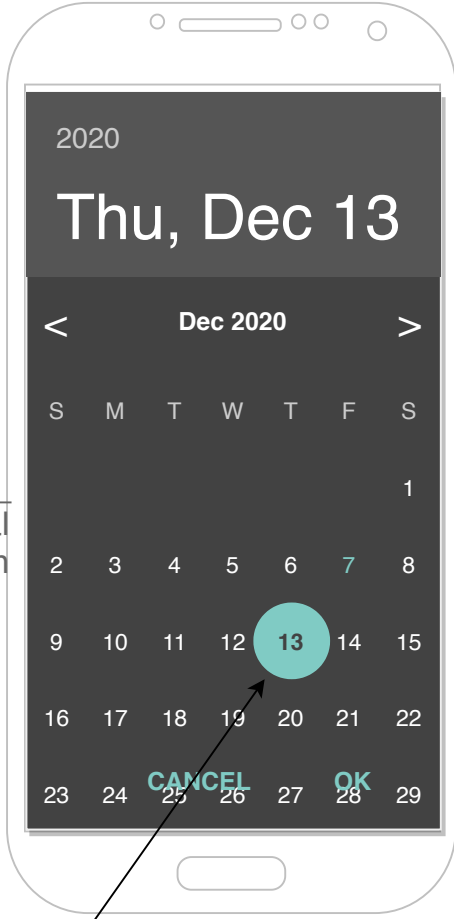 2020
Thu, Dec 13
< Dec 2020 >
S M T W T F S
1
2 3 4 5 6 7 8
9 10 11 12 13 14 15
16 17 18 19 20 21 22
CANCEL OK
23 24 25 26 27 28 29